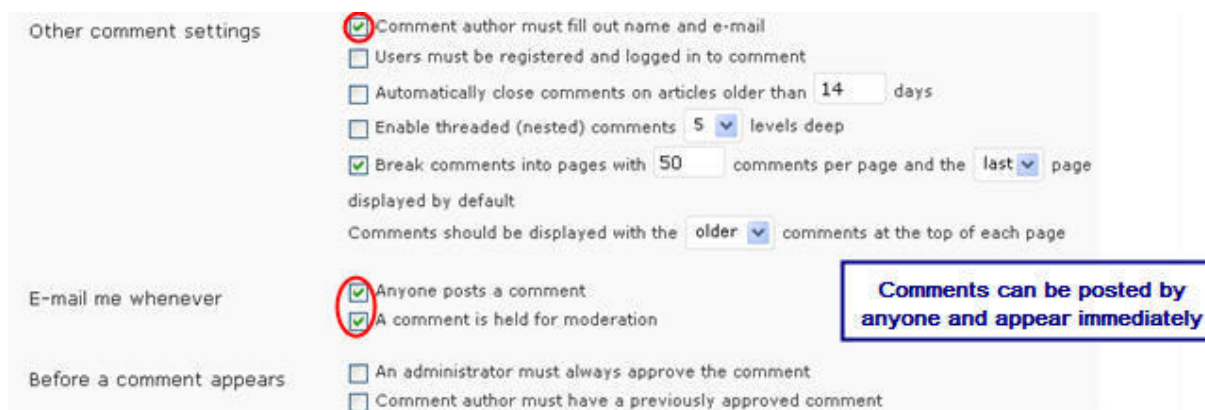 Other comment settings
Comment author must fill out name and e-mail
Users must be registered and logged in to comment
Automatically close comments on articles older than 14 days
Enable threaded (nested) comments 5 levels deep
Break comments into pages with 50 comments per page and the last page
displayed by default
Comments should be displayed with the older comments at the top of each page
E-mail me whenever
Anyone posts a comment
A comment is held for moderation
Comments can be posted by
anyone and appear immediately
Before a comment appears
An administrator must always approve the comment
Comment author must have a previously approved comment